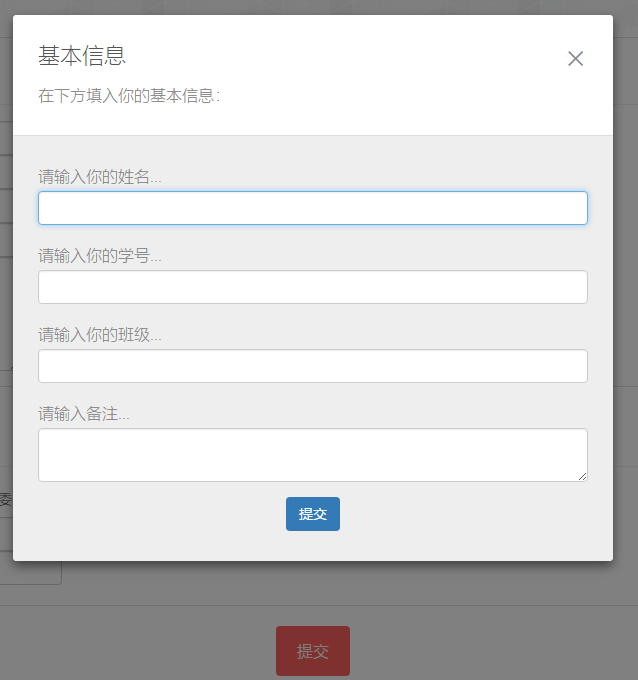 基本信息
在下方填入你的基本信息：
请输入你的姓名...
请输入你的学号...
请输入你的班级...
请输入备注...
提交
委
提交